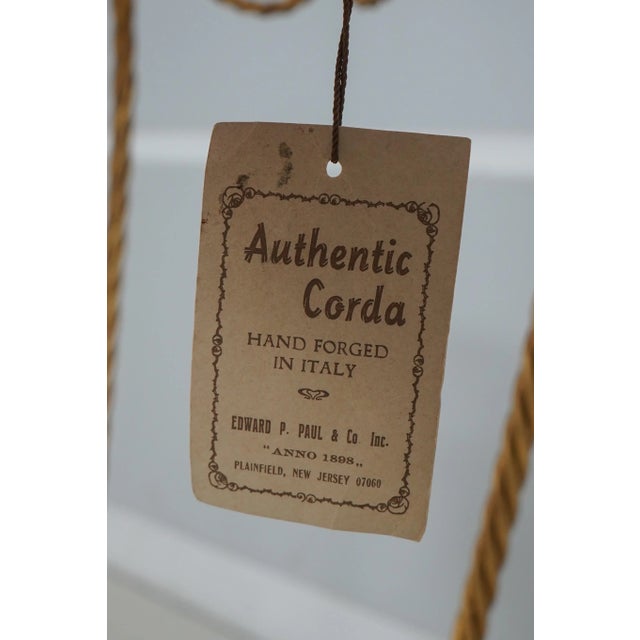 Authentic
Corda
HAND FORGED
IN ITALY
EDWARD P. PAUL & Co. Inc.
"ANNO 1898„
PLAINFIELD, NEW JERSEY 07060